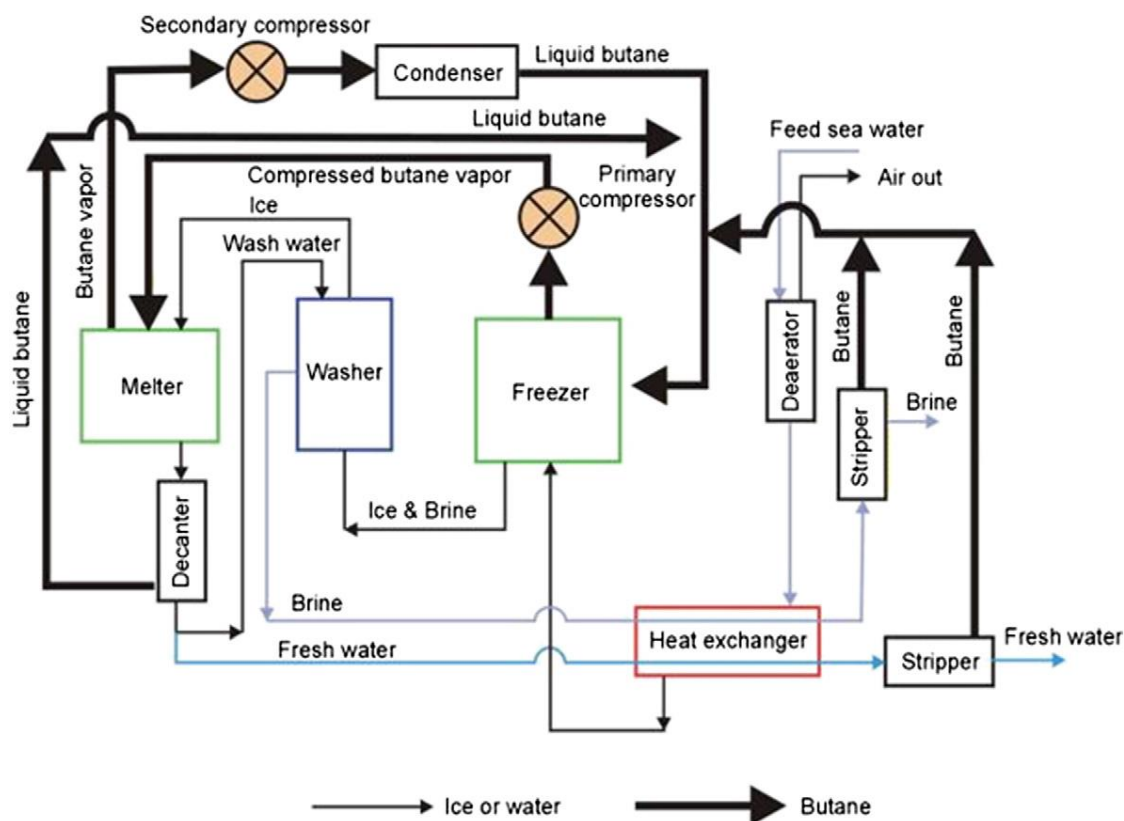 Secondary compressor
Condenser
Liquid butane
Liquid butane
Feed sea water
Air out
Butane vapor
Compressed butane vapor
Primary
compressor
Ice
Wash water
Liquid butane
Melter
Washer
Freezer
Deaerator
Butane
Butane
Stripper
Brine
Decanter
Ice & Brine
Brine
Heat exchanger
Fresh water
Stripper
Fresh water
Ice or water
Butane